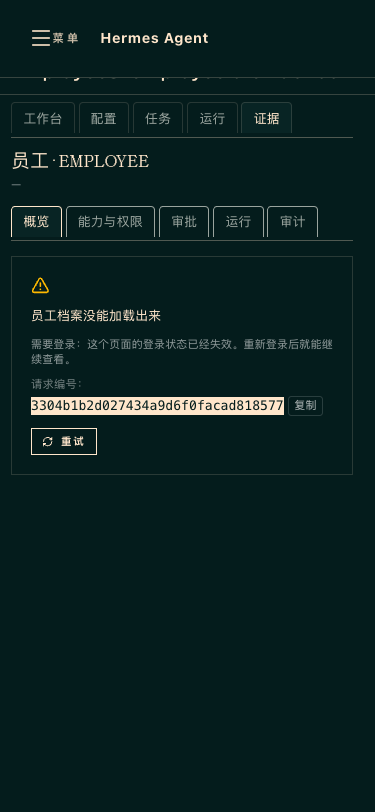 菜单 Hermes Agent
工作台 配置 任务 运行 证据
员工·EMPLOYEE
—
概览 能力与权限 审批 运行 审计
员工档案没能加载出来
需要登录：这个页面的登录状态已经失效。重新登录后就能继
续查看。
请求编号：
3304b1b2d027434a9d6f0facad818577 复制
重试